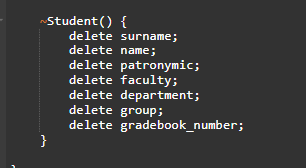 ~Student() {
delete surname;
delete name;
delete patronymic;
delete faculty;
delete department;
delete group;
delete gradebook_number;
}